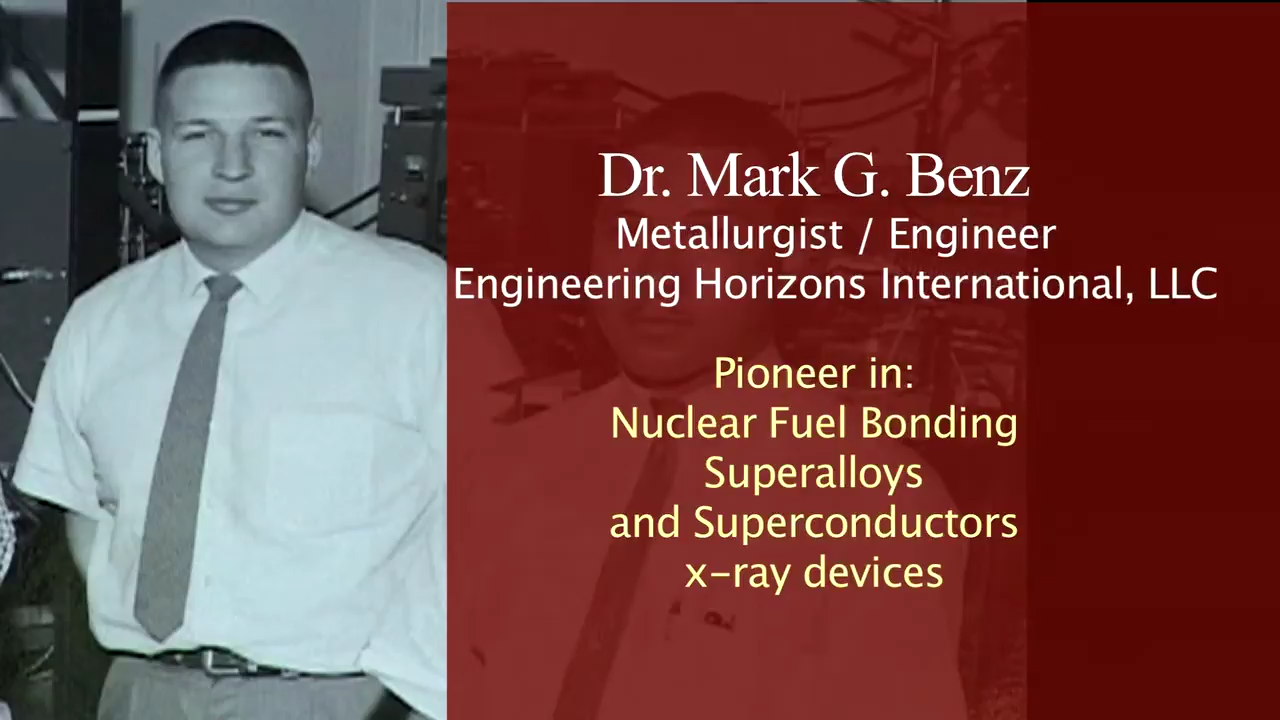 Dr. Mark G. Benz
Metallurgist / Engineer
Engineering Horizons International, LLC
Pioneer in:
Nuclear Fuel Bonding
Superalloys
and Superconductors
x-ray devices